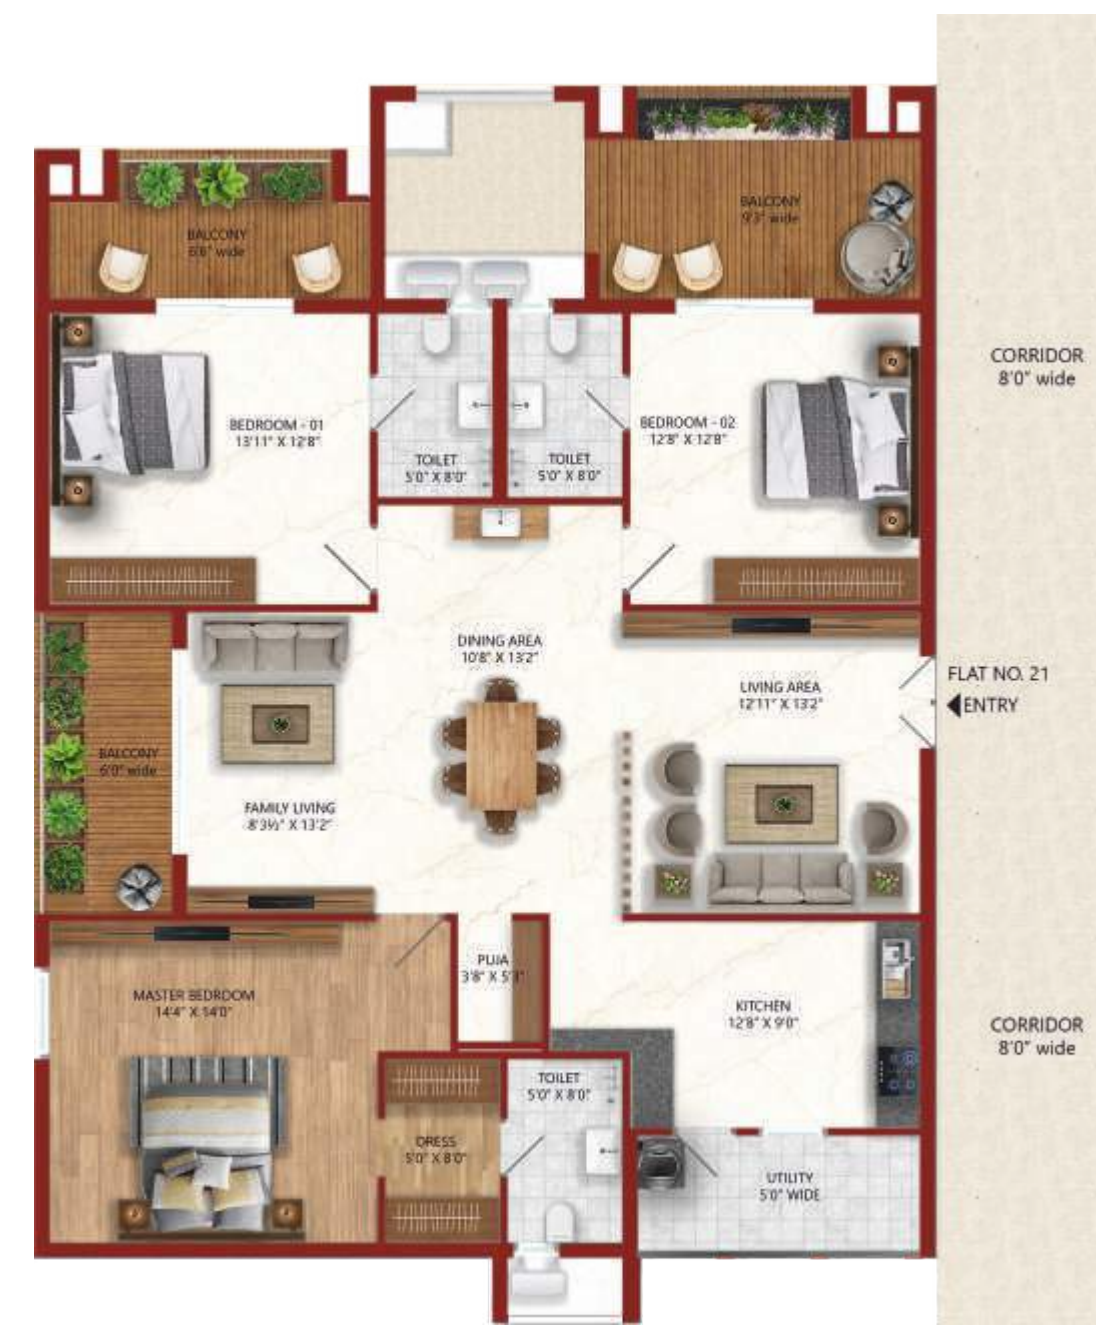 BALCONY
9'3" wide
BALCONY
6'6" wide
CORRIDOR
8'0" wide
BEDROOM - 01
13'11" X 12'8"
BEDROOM - 02
12'8" X 12'8"
TOILET
5'0" X 8'0"
TOILET
5'0" X 8'0"
DINING AREA
10'8" X 13'2"
FLAT NO. 21
ENTRY
LIVING AREA
12'11" X 13'2"
BALCONY
6'0" wide
FAMILY LIVING
8'3½" X 13'2"
PUJA
3'8" X 5'3"
MASTER BEDROOM
14'4" X 14'0"
KITCHEN
12'8" X 9'0"
CORRIDOR
8'0" wide
TOILET
5'0" X 8'0"
DRESS
5'0" X 8'0"
UTILITY
5'0" WIDE